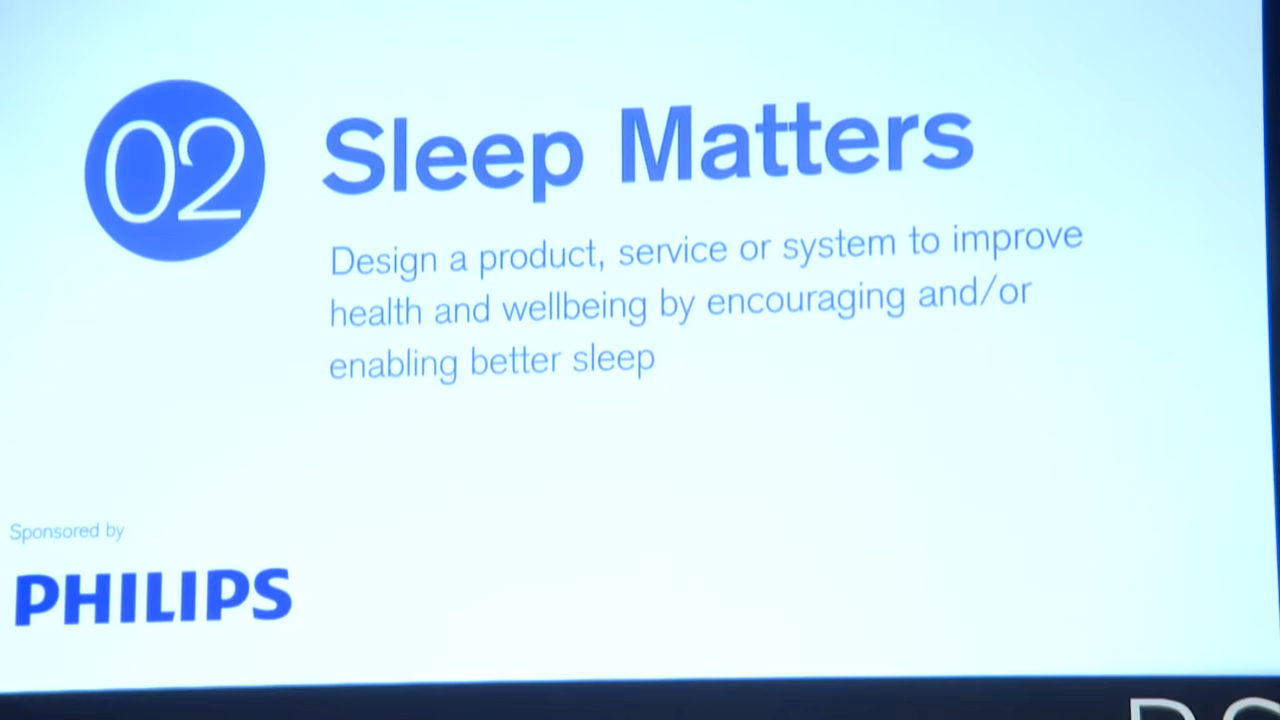 02
Sleep Matters
Design a product, service or system to improve
health and wellbeing by encouraging and/or
enabling better sleep
Sponsored by
PHILIPS